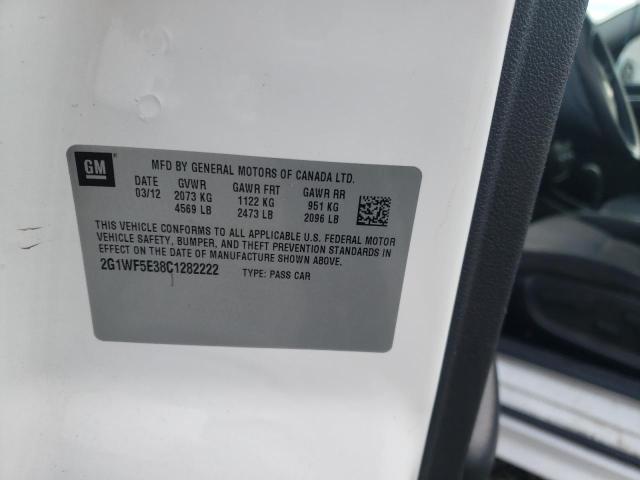 GM
MFD BY GENERAL MOTORS OF CANADA LTD.
DATE GVWR GAWR FRT GAWR RR
03/12 2073 KG 1122 KG 951 KG
4569 LB 2473 LB 2096 LB
THIS VEHICLE CONFORMS TO ALL APPLICABLE U.S. FEDERAL MOTOR
VEHICLE SAFETY, BUMPER, AND THEFT PREVENTION STANDARDS IN
EFFECT ON THE DATE OF MANUFACTURE SHOWN ABOVE.
2G1WF5E38C1282222 TYPE: PASS CAR